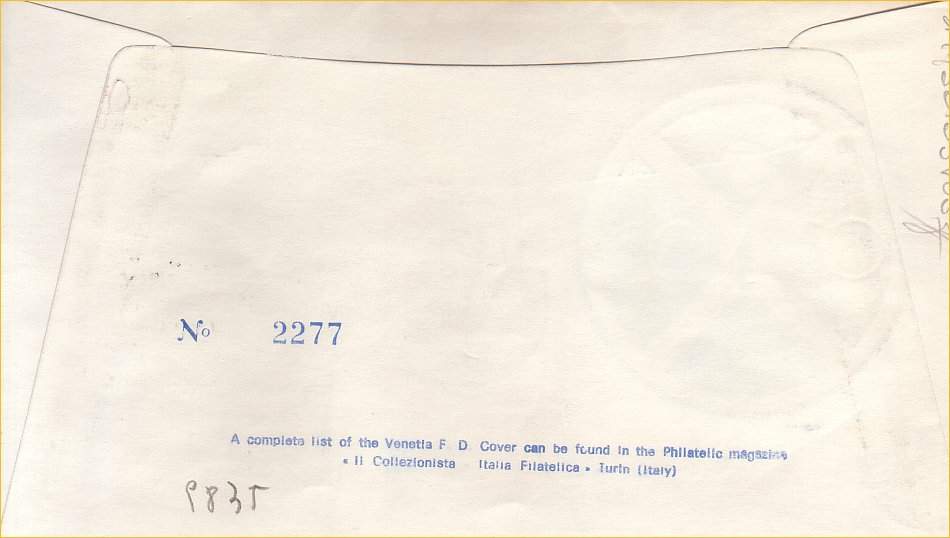 No 2277
A complete list of the Venetia F. D. Cover can be found in the Philatelic magazine
« Il Collezionista - Italia Filatelica » Turin (Italy)
9835